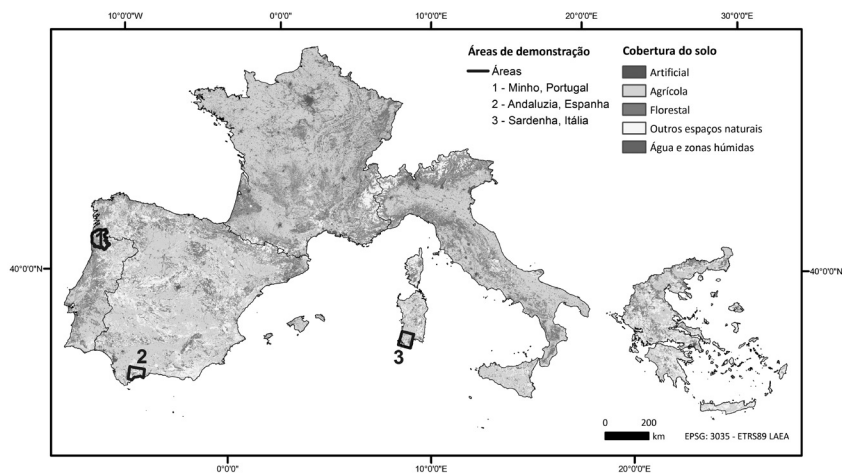 10°0'0"W
0°0'0"
10°0'0"E
20°0'0"E
30°0'0"E
Áreas de demonstração
Áreas
1 - Minho, Portugal
2 - Andaluzia, Espanha
3 - Sardenha, Itália
Cobertura do solo
Artificial
Agrícola
Florestal
Outros espaços naturais
Água e zonas húmidas
40°0'0"N
40°0'0"N
1
2
3
0 200
km
EPSG: 3035 - ETRS89 LAEA
0°0'0"
10°0'0"E
20°0'0"E